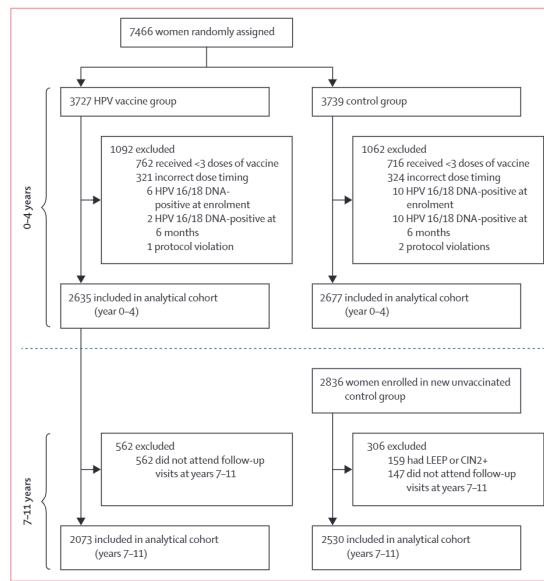 7466 women randomly assigned
3727 HPV vaccine group
3739 control group
0–4 years
1092 excluded
762 received <3 doses of vaccine
321 incorrect dose timing
6 HPV 16/18 DNA-
positive at enrolment
2 HPV 16/18 DNA-positive at
6 months
1 protocol violation
1062 excluded
716 received <3 doses of vaccine
324 incorrect dose timing
10 HPV 16/18 DNA-positive at
enrolment
10 HPV 16/18 DNA-positive at
6 months
2 protocol violations
2635 included in analytical cohort
(year 0–4)
2677 included in analytical cohort
(year 0–4)
2836 women enrolled in new unvaccinated
control group
7–11 years
562 excluded
562 did not attend follow-up
visits at years 7–11
306 excluded
159 had LEEP or CIN2+
147 did not attend follow-up
visits at years 7–11
2073 included in analytical cohort
(years 7–11)
2530 included in analytical cohort
(years 7–11)